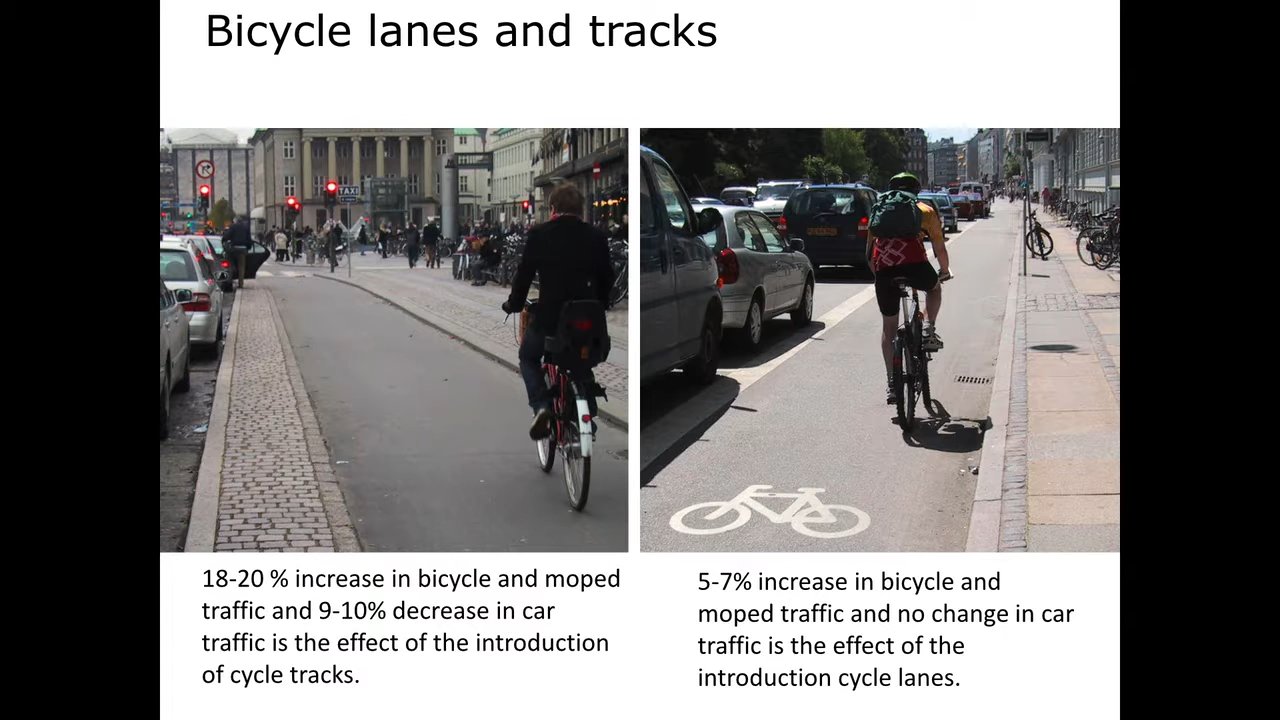 Bicycle lanes and tracks
TAXI
18-20 % increase in bicycle and moped
traffic and 9-10% decrease in car
traffic is the effect of the introduction
of cycle tracks.
5-7% increase in bicycle and
moped traffic and no change in car
traffic is the effect of the
introduction cycle lanes.